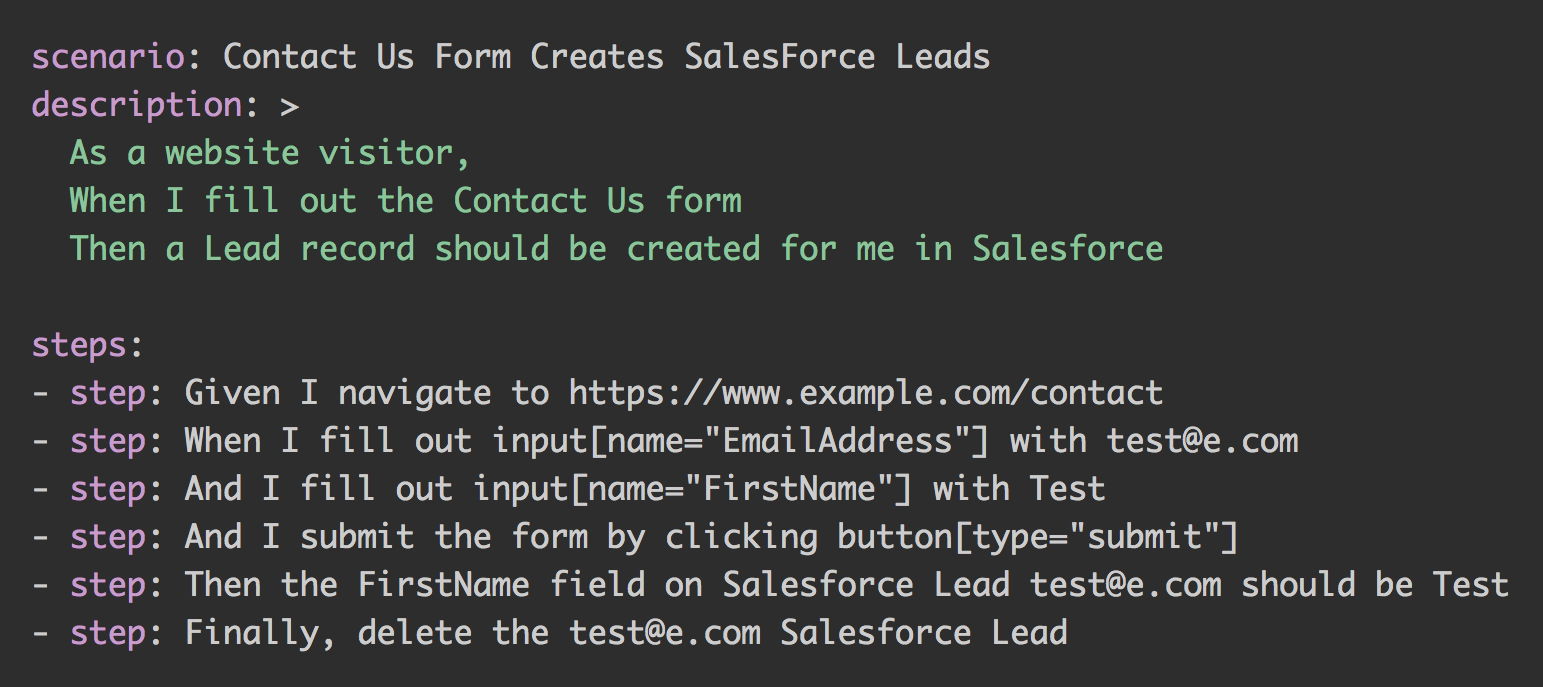 scenario: Contact Us Form Creates SalesForce Leads
description: >
  As a website visitor,
  When I fill out the Contact Us form
  Then a Lead record should be created for me in Salesforce

steps:
- step: Given I navigate to https://www.example.com/contact
- step: When I fill out input[name="EmailAddress"] with test@e.com
- step: And I fill out input[name="FirstName"] with Test
- step: And I submit the form by clicking button[type="submit"]
- step: Then the FirstName field on Salesforce Lead test@e.com should be Test
- step: Finally, delete the test@e.com Salesforce Lead